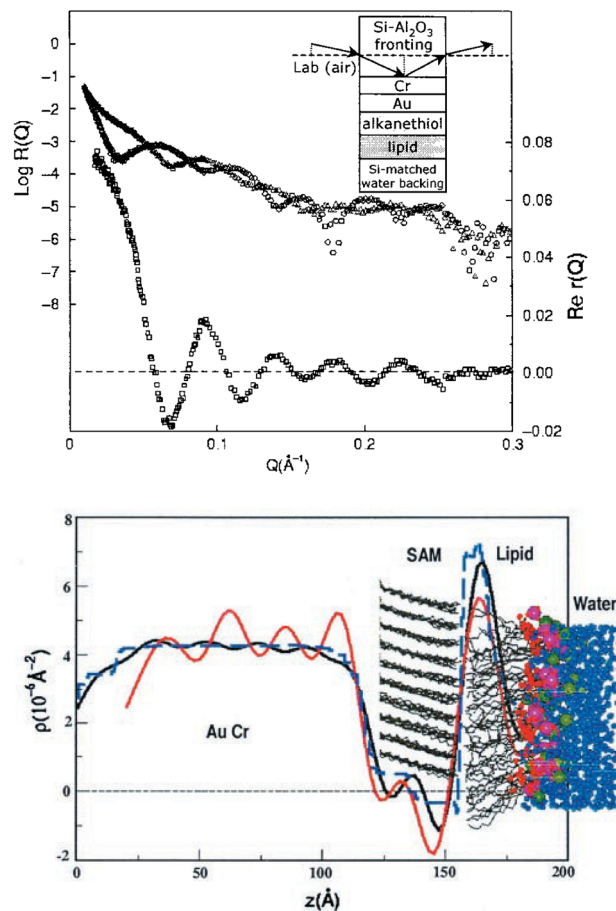 Si-Al₂O₃
fronting
Lab (air)
Cr
Au
alkanethiol
lipid
Si-matched
water backing
Log R(Q)
0
−1
−2
−3
−4
−5
−6
−7
−8
Re r(Q)
0.08
0.06
0.04
0.02
0.00
−0.02
0
0.1
0.2
0.3
Q(Å⁻¹)
ρ(10⁻⁶Å⁻²)
8
6
4
2
0
-2
SAM
Lipid
Water
Au Cr
0
50
100
150
200
z(Å)